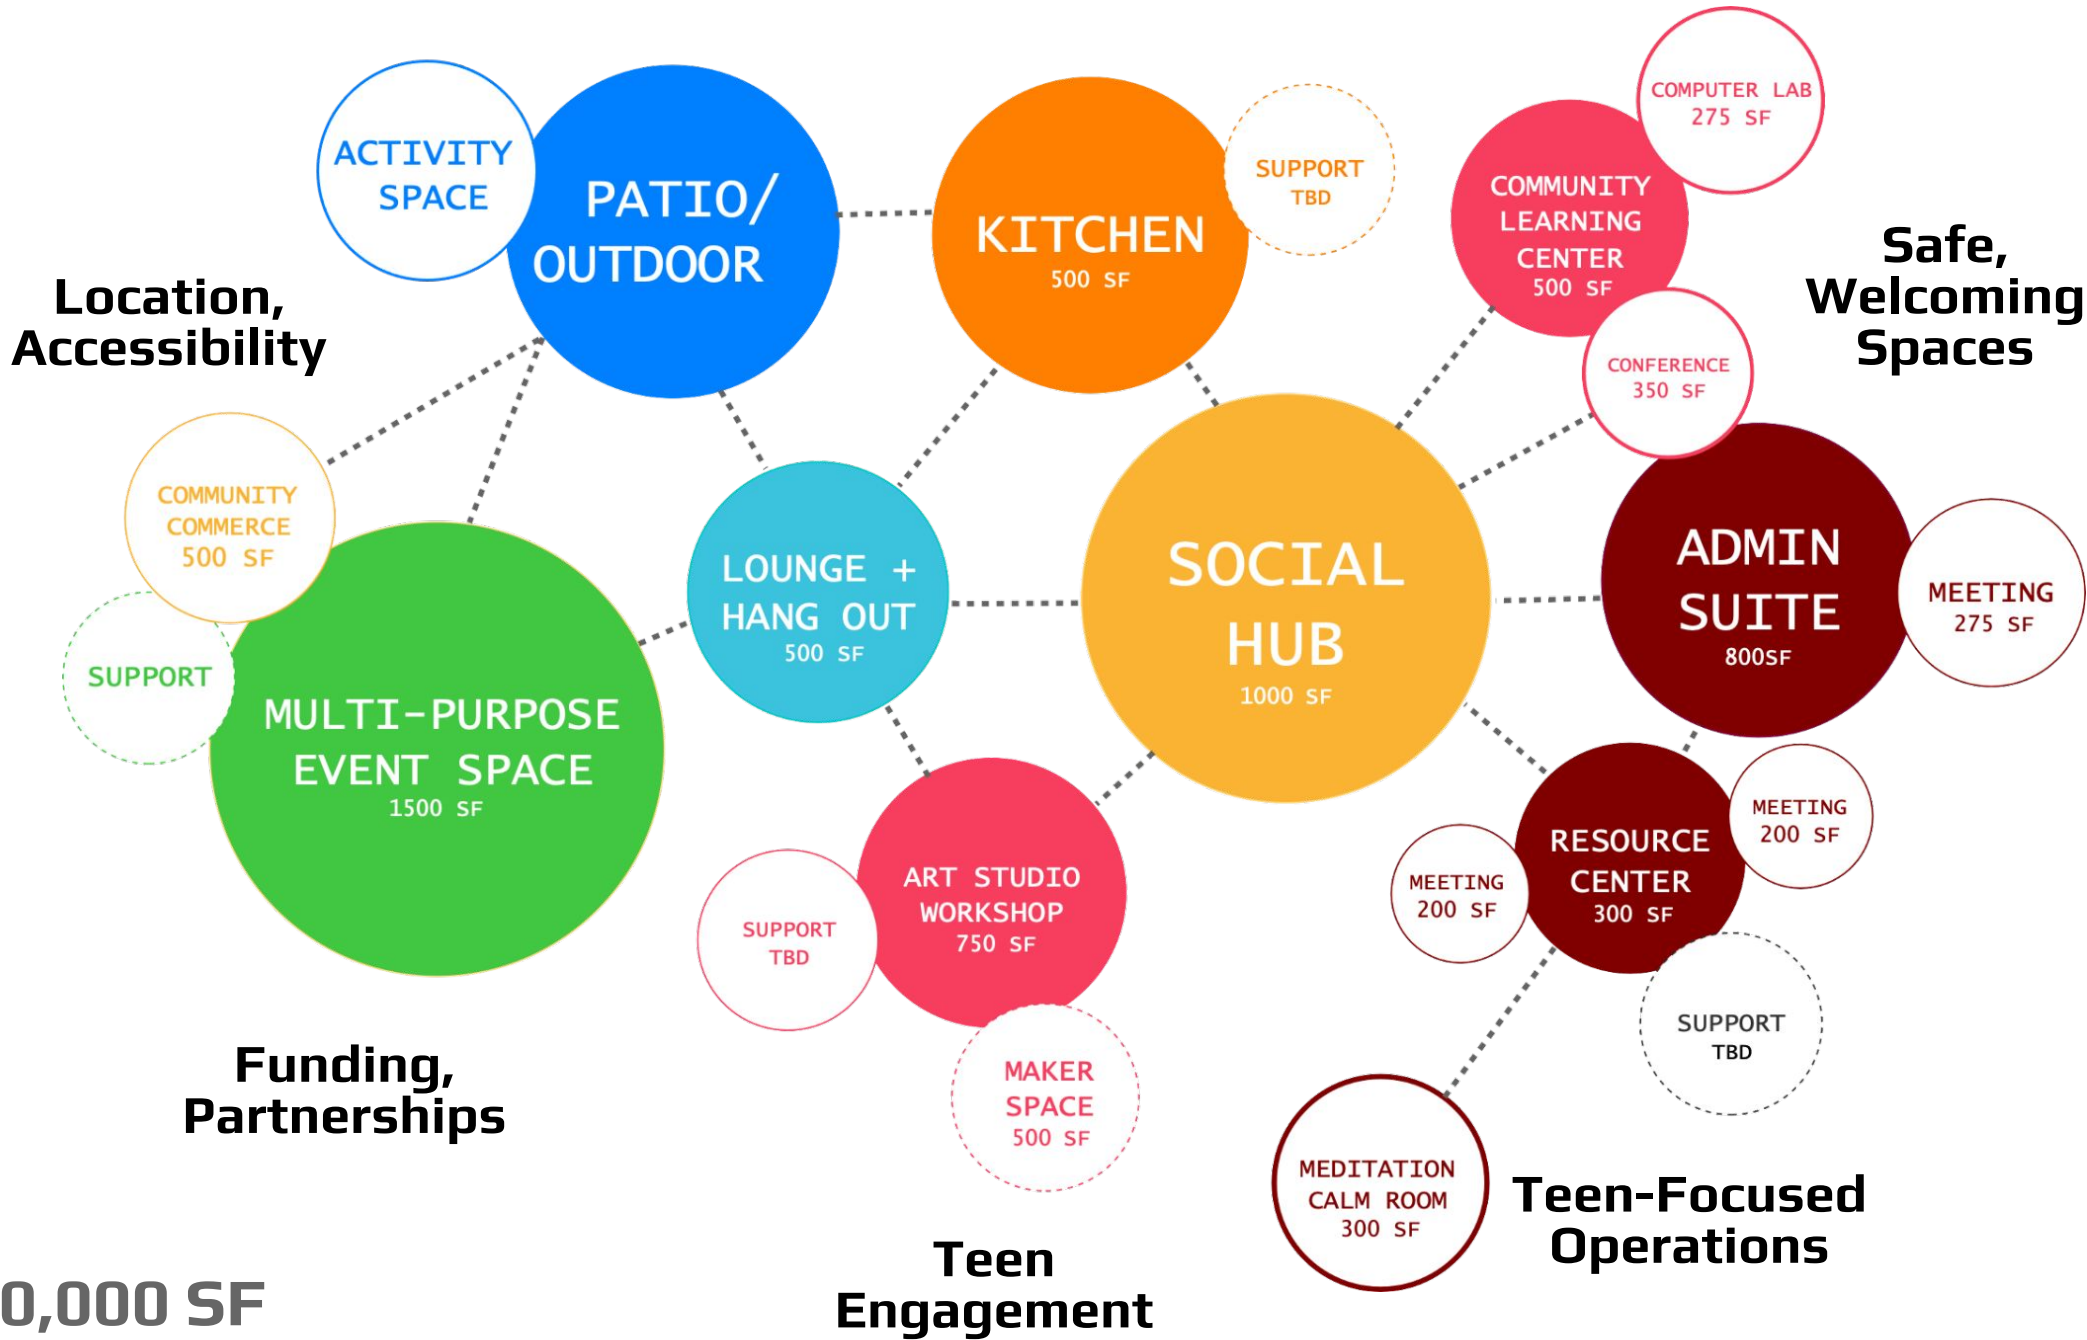 COMPUTER LAB
275 SF
ACTIVITY
SPACE
PATIO/
OUTDOOR
KITCHEN
500 SF
SUPPORT
TBD
COMMUNITY
LEARNING
CENTER
500 SF
Safe,
Welcoming
Spaces
Location,
Accessibility
CONFERENCE
350 SF
COMMUNITY
COMMERCE
500 SF
LOUNGE +
HANG OUT
500 SF
SOCIAL
HUB
1000 SF
ADMIN
SUITE
800SF
MEETING
275 SF
SUPPORT
MULTI-PURPOSE
EVENT SPACE
1500 SF
ART STUDIO
WORKSHOP
750 SF
SUPPORT
TBD
MAKER
SPACE
500 SF
RESOURCE
CENTER
300 SF
MEETING
200 SF
MEETING
200 SF
SUPPORT
TBD
MEDITATION
CALM ROOM
300 SF
Funding,
Partnerships
Teen
Engagement
Teen-Focused
Operations
0,000 SF